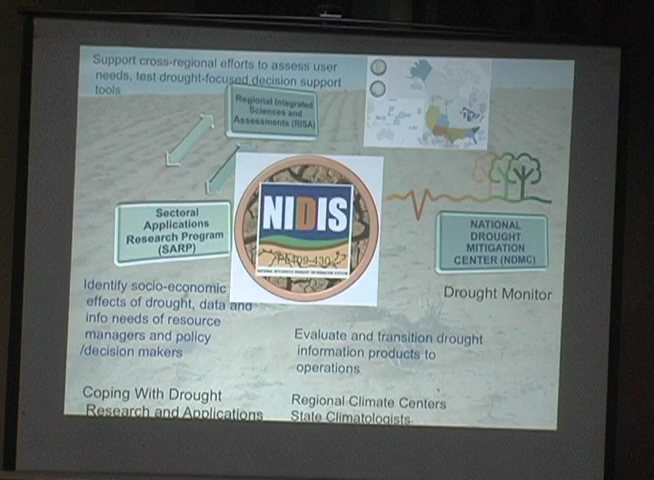 Support cross-regional efforts to assess user
needs, test drought-focused decision support
tools
Regional Integrated
Sciences and
Assessments (RISA)
NIDIS
PL 109-430
NATIONAL INTEGRATED DROUGHT INFORMATION SYSTEM
Sectoral
Applications
Research Program
(SARP)
NATIONAL
DROUGHT
MITIGATION
CENTER (NDMC)
Drought Monitor
Identify socio-economic
effects of drought, data and
info needs of resource
managers and policy
/decision makers
Evaluate and transition drought
information products to
operations
Coping With Drought
Research and Applications
Regional Climate Centers
State Climatologists